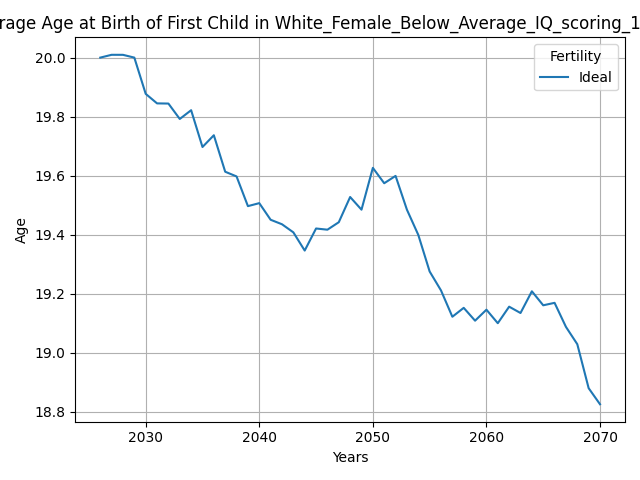 rage Age at Birth of First Child in White_Female_Below_Average_IQ_scoring_1
Fertility
Ideal
20.0
19.8
19.6
19.4
19.2
19.0
18.8
Age
2030 2040 2050 2060 2070
Years